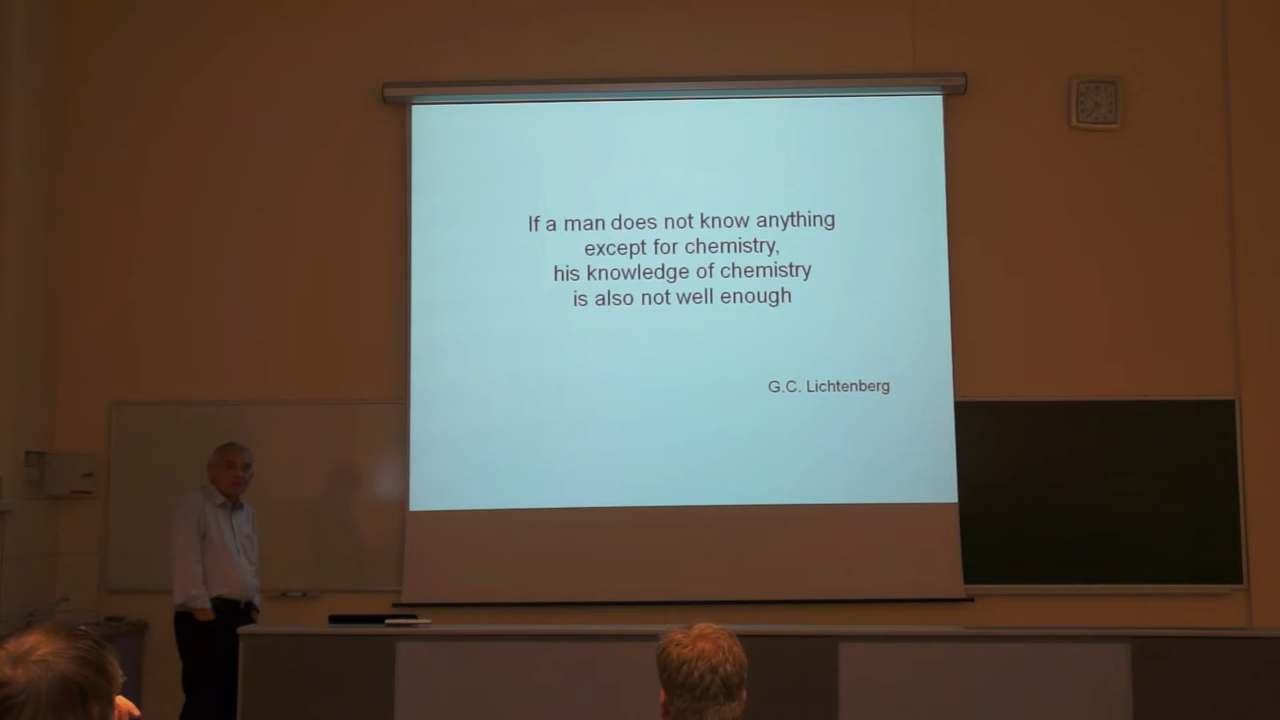 If a man does not know anything
except for chemistry,
his knowledge of chemistry
is also not well enough
G.C. Lichtenberg